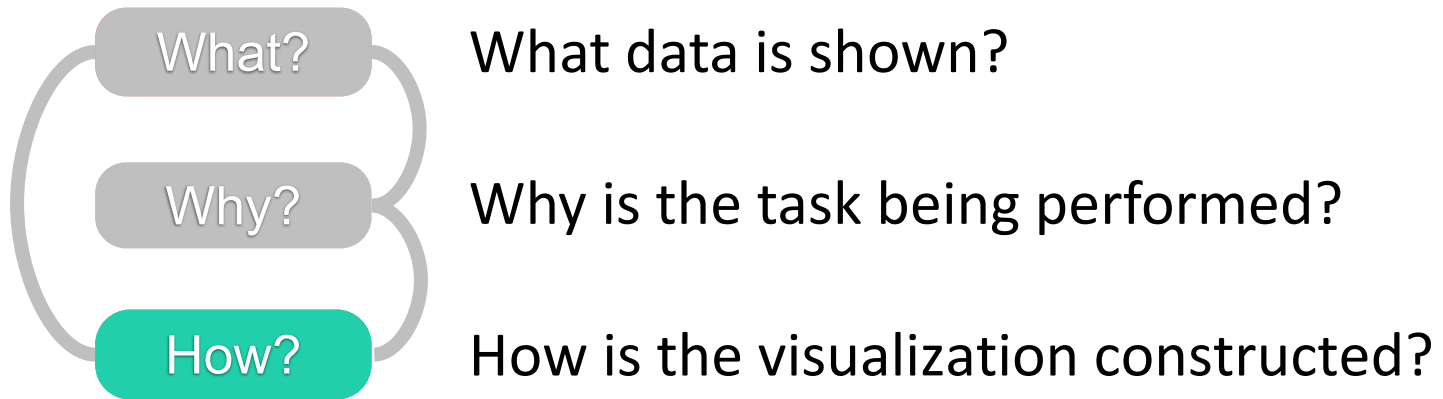 What? What data is shown?
Why? Why is the task being performed?
How? How is the visualization constructed?